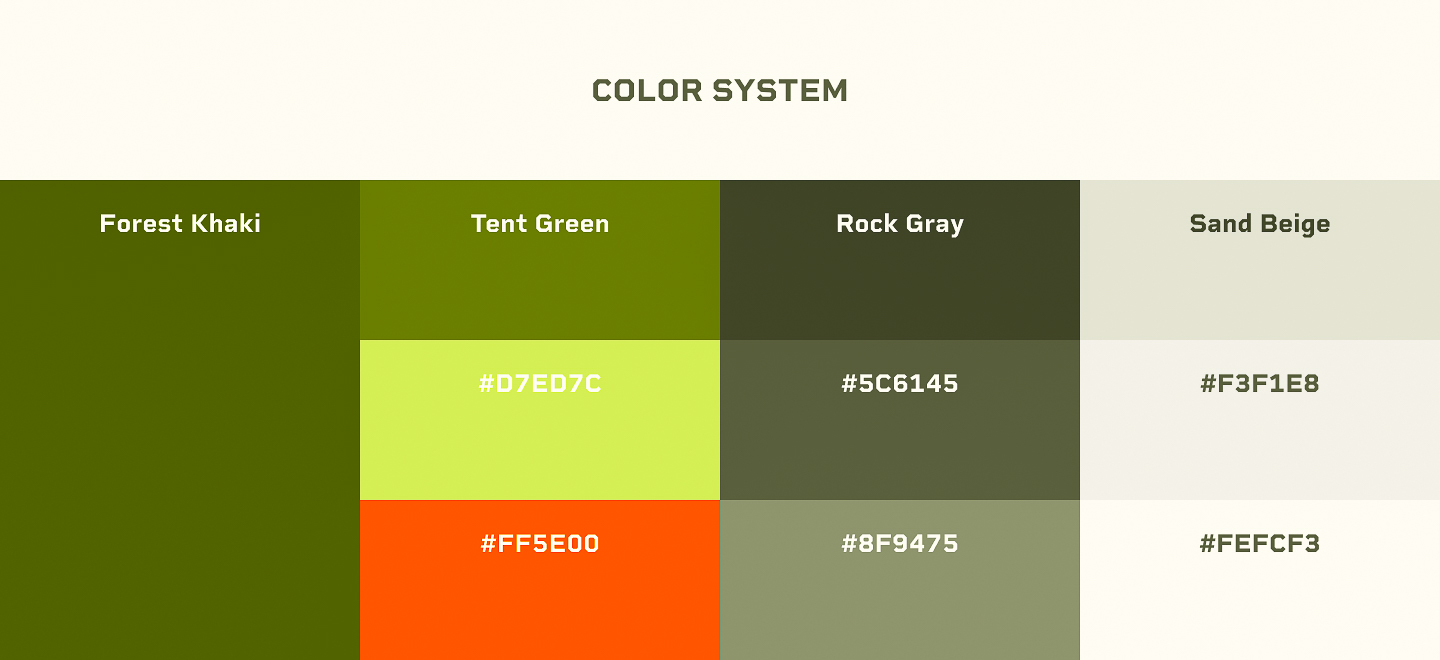 COLOR SYSTEM
Forest Khaki
Tent Green
Rock Gray
Sand Beige
#D7ED7C
#5C6145
#F3F1E8
#FF5E00
#8F9475
#FEFCF3